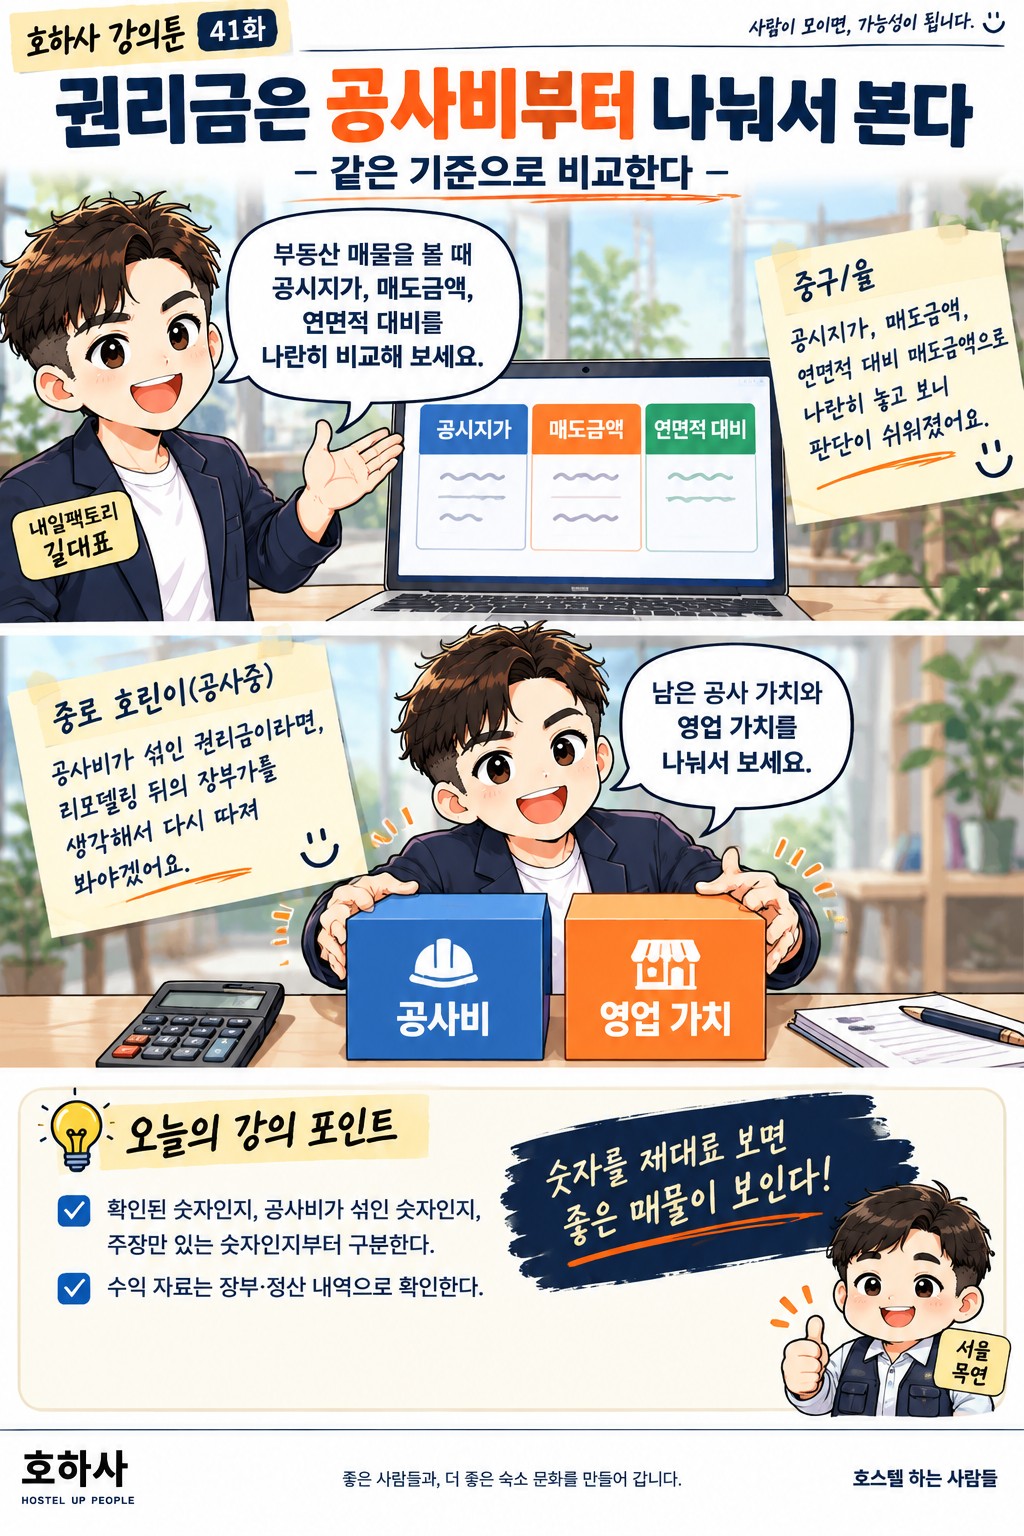 호하사 강의툰 41화
사람이 모이면, 가능성이 됩니다.
권리금은 공사비부터 나눠서 본다
– 같은 기준으로 비교한다 –
부동산 매물을 볼 때
공시지가, 매도금액,
연면적 대비를
나란히 비교해 보세요.
중구/율
공시지가, 매도금액,
연면적 대비 매도금액으로
나란히 놓고 보니
판단이 쉬워졌어요.
공시지가 매도금액 연면적 대비
내일팩토리
길대표
종로 호린이(공사중)
공사비가 섞인 권리금이라면,
리모델링 뒤의 장부가를
생각해서 다시 따져
봐야겠어요.
남은 공사 가치와
영업 가치를
나눠서 보세요.
공사비
영업 가치
오늘의 강의 포인트
확인된 숫자인지, 공사비가 섞인 숫자인지,
주장만 있는 숫자인지부터 구분한다.
수익 자료는 장부·정산 내역으로 확인한다.
숫자를 제대로 보면
좋은 매물이 보인다!
서울
목연
호하사
HOSTEL UP PEOPLE
좋은 사람들과, 더 좋은 숙소 문화를 만들어 갑니다.
호스텔 하는 사람들